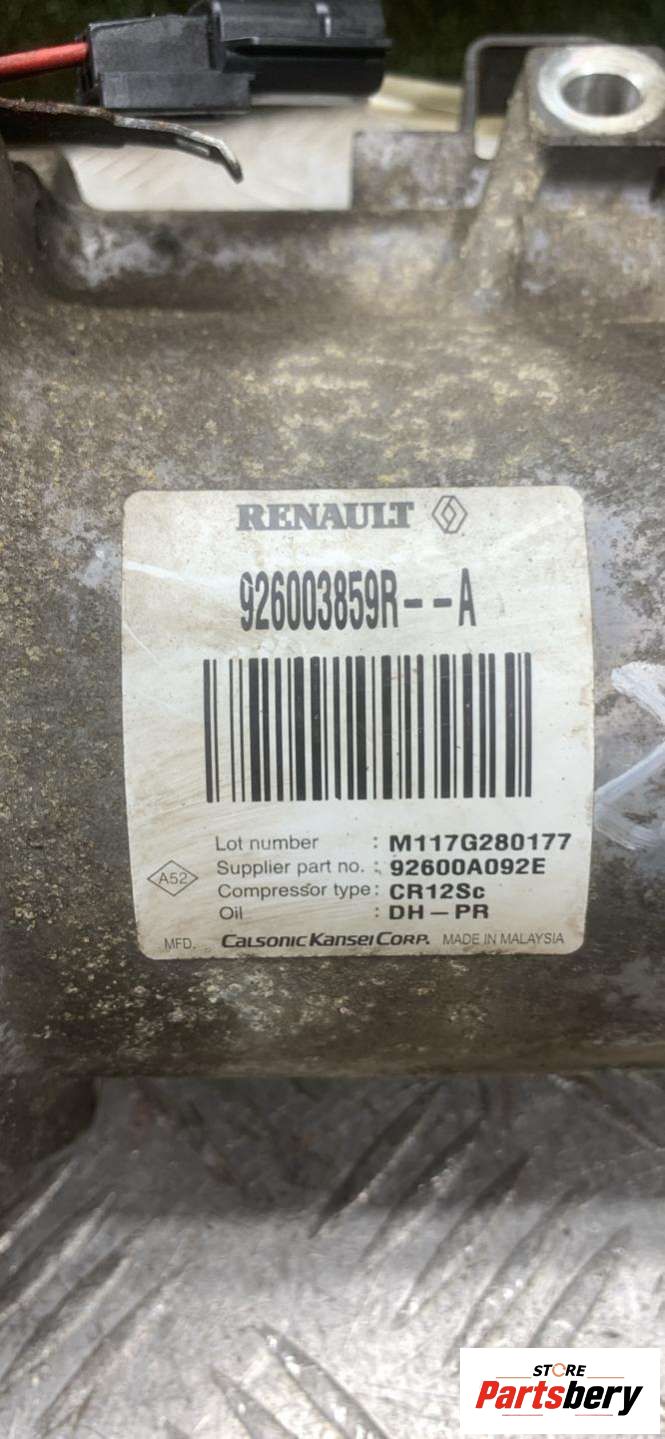 RENAULT
926003859R--A
Lot number : M117G280177
Supplier part no. : 92600A092E
A52
Compressor type : CR12Sc
Oil : DH-PR
MFD. CALSONIC KANSEI CORP. MADE IN MALAYSIA
STORE
Partsbery